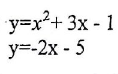 y=x²+ 3x - 1
y=-2x - 5